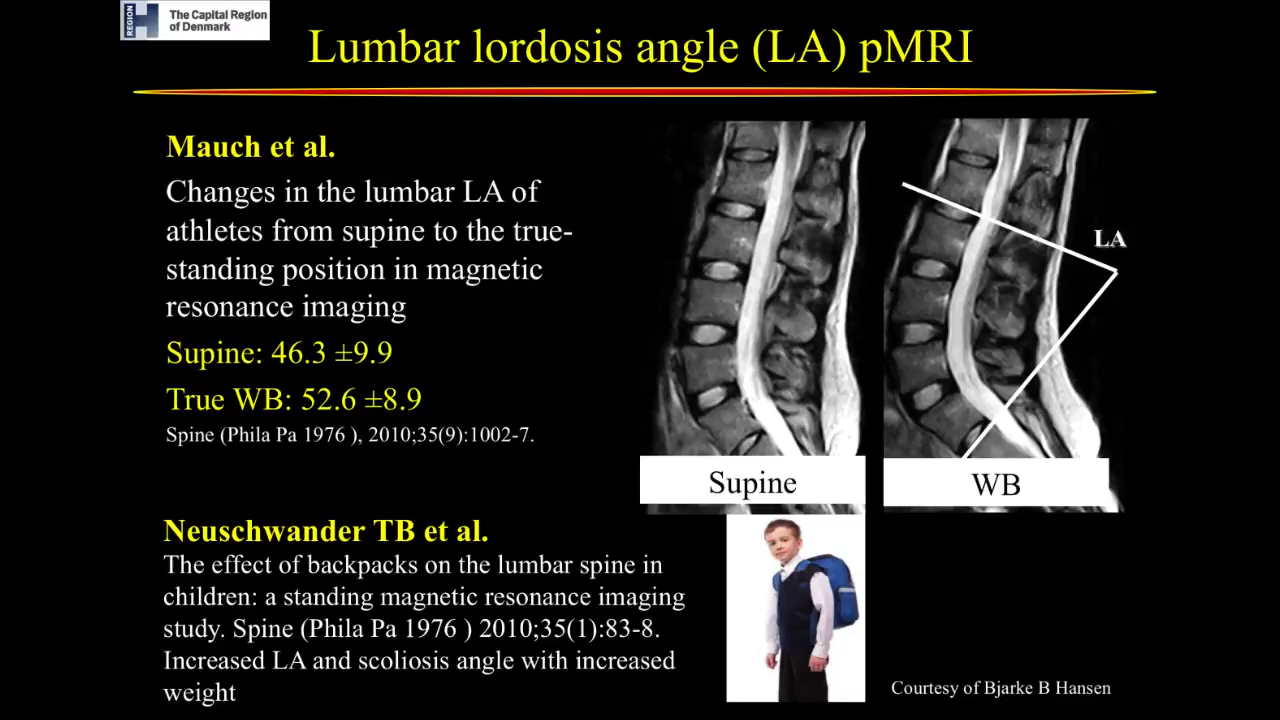 REGION
The Capital Region
of Denmark
Lumbar lordosis angle (LA) pMRI
Mauch et al.
Changes in the lumbar LA of
athletes from supine to the true-
standing position in magnetic
resonance imaging
Supine: 46.3 ±9.9
True WB: 52.6 ±8.9
Spine (Phila Pa 1976 ), 2010;35(9):1002-7.
LA
Supine
WB
Neuschwander TB et al.
The effect of backpacks on the lumbar spine in
children: a standing magnetic resonance imaging
study. Spine (Phila Pa 1976 ) 2010;35(1):83-8.
Increased LA and scoliosis angle with increased
weight
Courtesy of Bjarke B Hansen